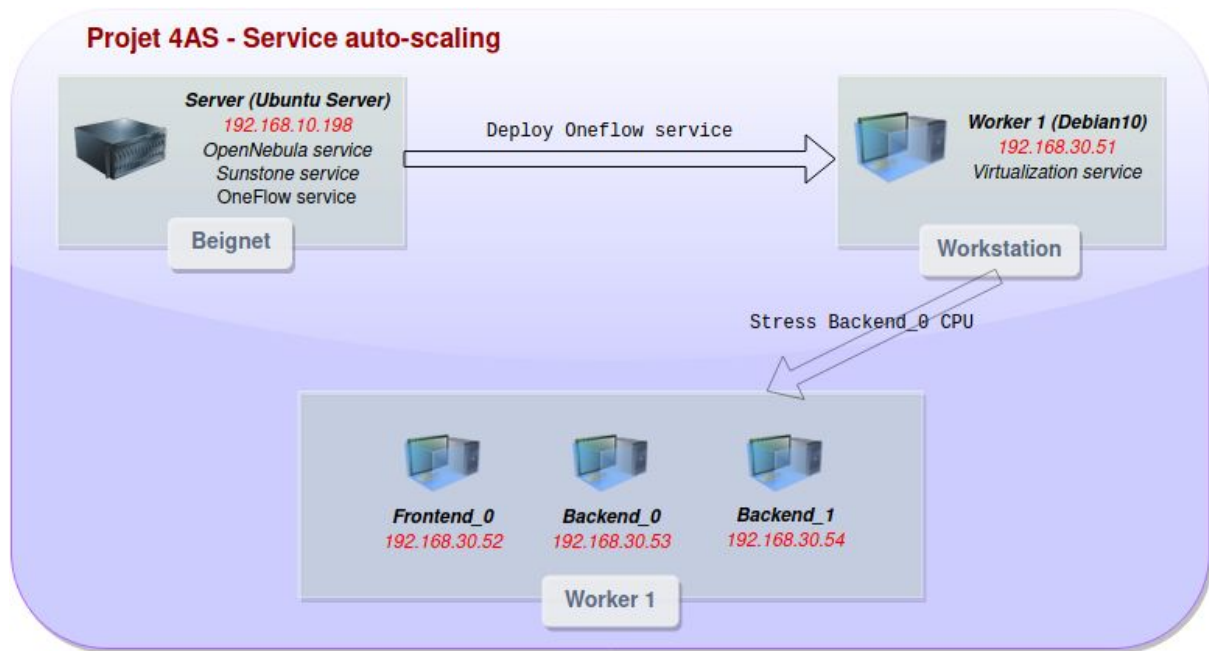 Projet 4AS - Service auto-scaling
Server (Ubuntu Server)
192.168.10.198
OpenNebula service
Sunstone service
OneFlow service
Beignet
Deploy Oneflow service
Worker 1 (Debian10)
192.168.30.51
Virtualization service
Workstation
Stress Backend_0 CPU
Frontend_0
192.168.30.52
Backend_0
192.168.30.53
Backend_1
192.168.30.54
Worker 1